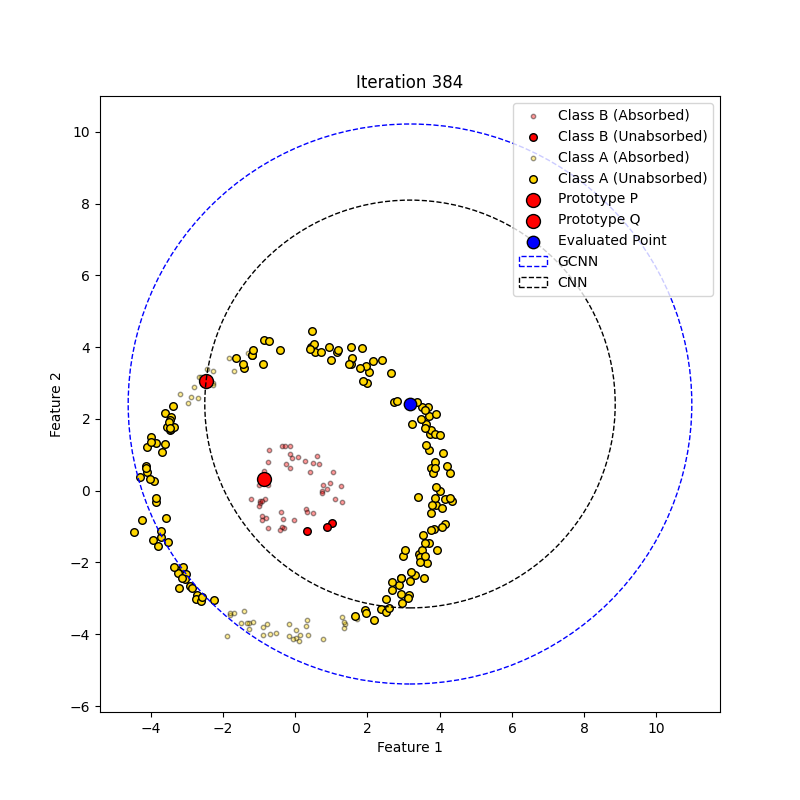 Iteration 384
Class B (Absorbed)
Class B (Unabsorbed)
Class A (Absorbed)
Class A (Unabsorbed)
Prototype P
Prototype Q
Evaluated Point
GCNN
CNN
Feature 2
10
8
6
4
2
0
−2
−4
−6
−4 −2 0 2 4 6 8 10
Feature 1